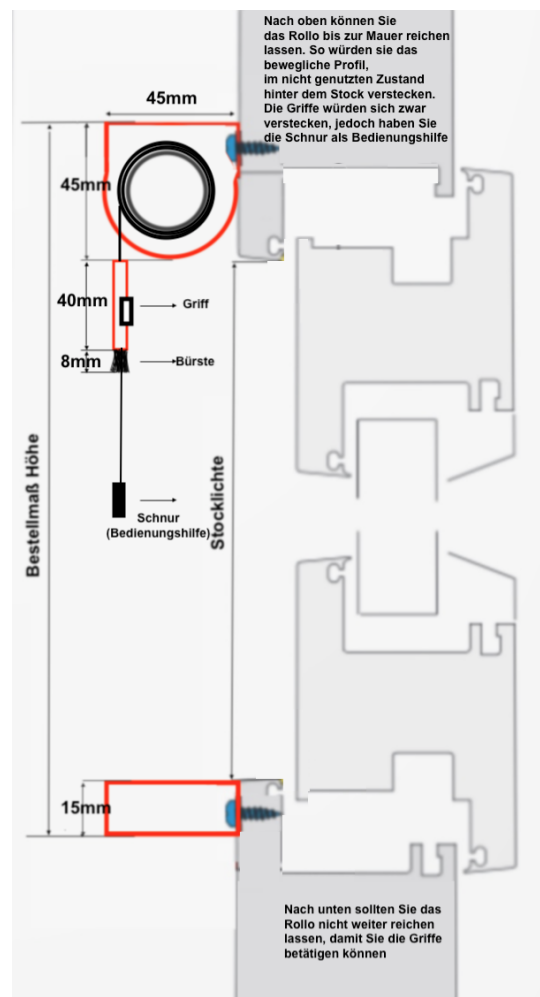 Nach oben können Sie
das Rollo bis zur Mauer reichen
lassen. So würden sie das
bewegliche Profil,
im nicht genutzten Zustand
hinter dem Stock verstecken.
Die Griffe würden sich zwar
verstecken, jedoch haben Sie
die Schnur als Bedienungshilfe
45mm
45mm
40mm
Griff
8mm
Bürste
Schnur
(Bedienungshilfe)
Stocklichte
Bestellmaß Höhe
15mm
Nach unten sollten Sie das
Rollo nicht weiter reichen
lassen, damit Sie die Griffe
betätigen können